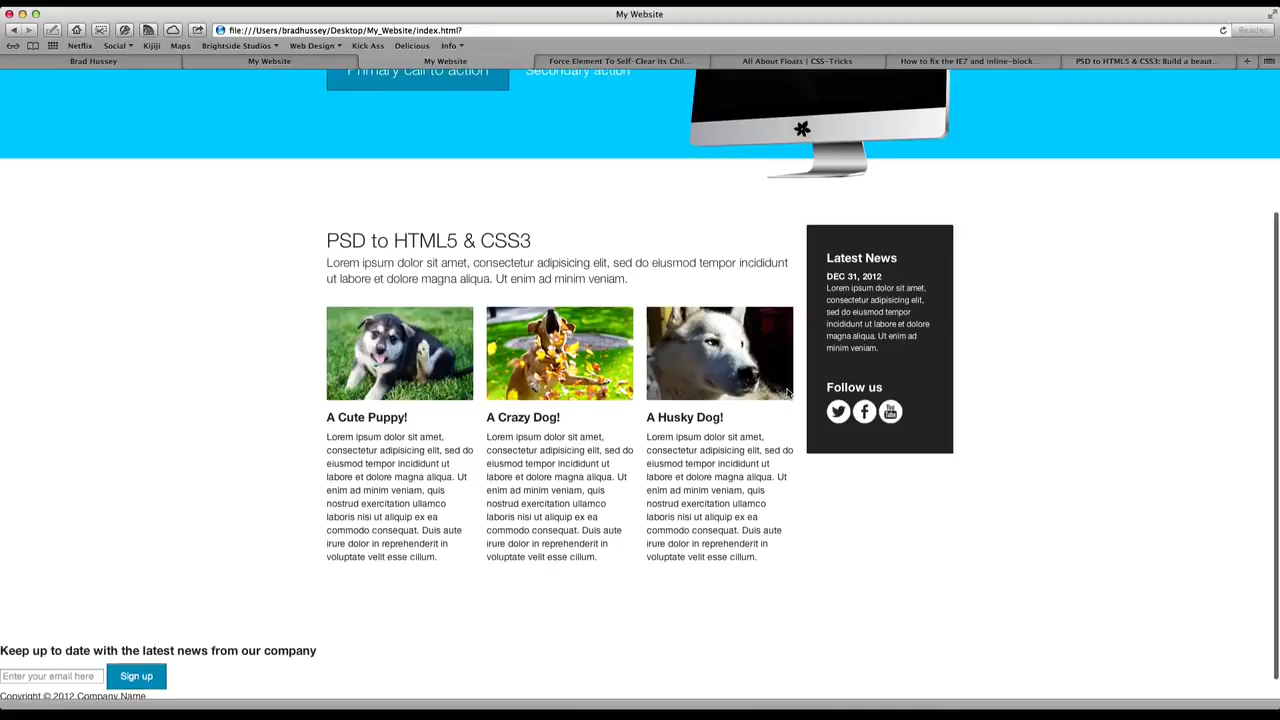 My Website
file:///Users/bradhussey/Desktop/My_Website/index.html?
Reader
Netflix Social Kijiji Maps Brightside Studios Web Design Kick Ass Delicious Info
Brad Hussey
My Website
My Website
Force Element To Self-Clear its Chil...
All About Floats | CSS-Tricks
How to fix the IE7 and inline-block...
PSD to HTML5 & CSS3: Build a beaut...
Primary call to action
Secondary action
PSD to HTML5 & CSS3
Lorem ipsum dolor sit amet, consectetur adipisicing elit, sed do eiusmod tempor incididunt
ut labore et dolore magna aliqua. Ut enim ad minim veniam.
A Cute Puppy!
Lorem ipsum dolor sit amet,
consectetur adipisicing elit, sed do
eiusmod tempor incididunt ut
labore et dolore magna aliqua. Ut
enim ad minim veniam, quis
nostrud exercitation ullamco
laboris nisi ut aliquip ex ea
commodo consequat. Duis aute
irure dolor in reprehenderit in
voluptate velit esse cillum.
A Crazy Dog!
Lorem ipsum dolor sit amet,
consectetur adipisicing elit, sed do
eiusmod tempor incididunt ut
labore et dolore magna aliqua. Ut
enim ad minim veniam, quis
nostrud exercitation ullamco
laboris nisi ut aliquip ex ea
commodo consequat. Duis aute
irure dolor in reprehenderit in
voluptate velit esse cillum.
A Husky Dog!
Lorem ipsum dolor sit amet,
consectetur adipisicing elit, sed do
eiusmod tempor incididunt ut
labore et dolore magna aliqua. Ut
enim ad minim veniam, quis
nostrud exercitation ullamco
laboris nisi ut aliquip ex ea
commodo consequat. Duis aute
irure dolor in reprehenderit in
voluptate velit esse cillum.
Latest News
DEC 31, 2012
Lorem ipsum dolor sit amet,
consectetur adipisicing elit,
sed do eiusmod tempor
incididunt ut labore et dolore
magna aliqua. Ut enim ad
minim veniam.
Follow us
You
Tube
Keep up to date with the latest news from our company
Enter your email here
Sign up
Copyright © 2012 Company Name